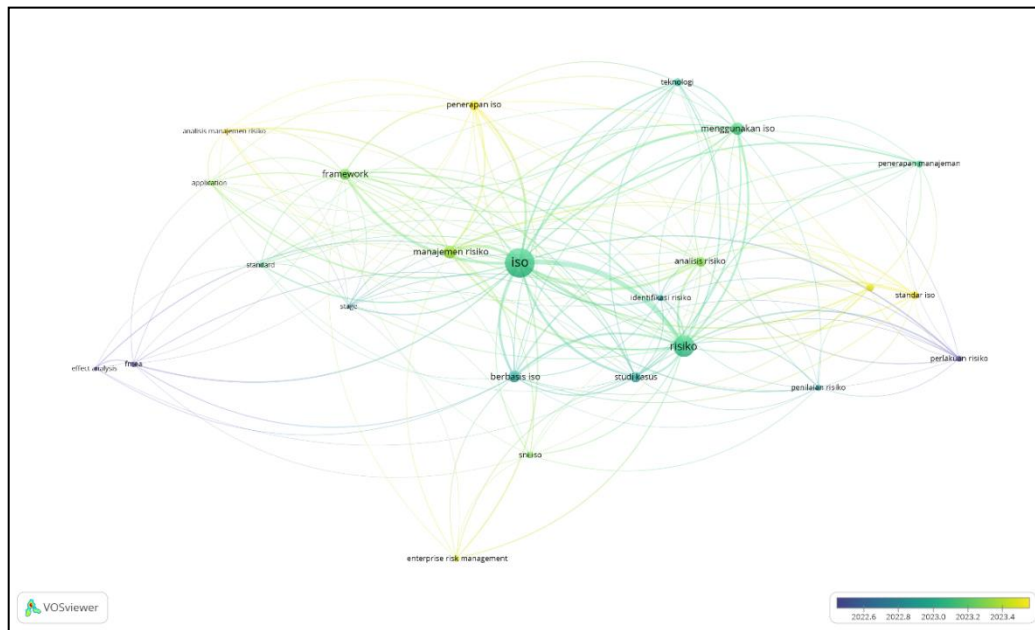 teknologi
penerapan iso
menggunakan iso
analisis manajemen risiko
penerapan manajeman
framework
application
manajemen risiko
iso
analisis risiko
standard
identifikasi risiko
standar iso
stage
risiko
perlakuan risiko
fmea
effect analysis
berbasis iso
studi kasus
penilaian risiko
sni iso
enterprise risk management
VOSviewer
2022.6 2022.8 2023.0 2023.2 2023.4